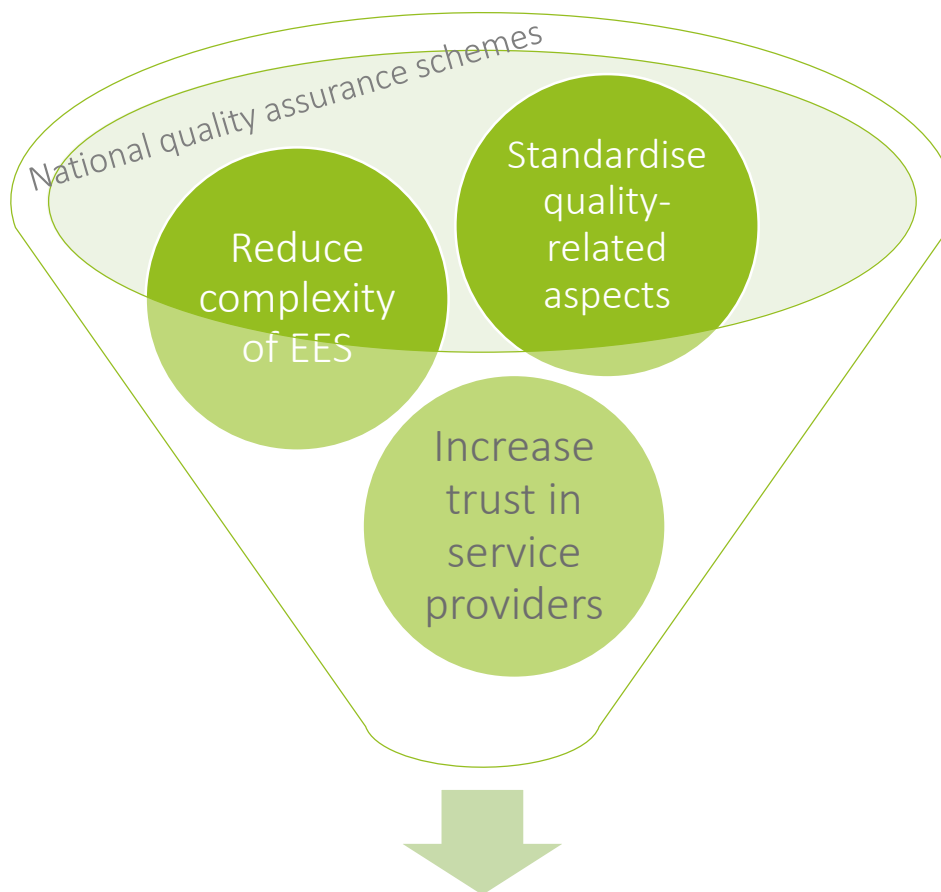 National quality assurance schemes
Standardise
quality-
related
aspects
Reduce
complexity
of EES
Increase
trust in
service
providers